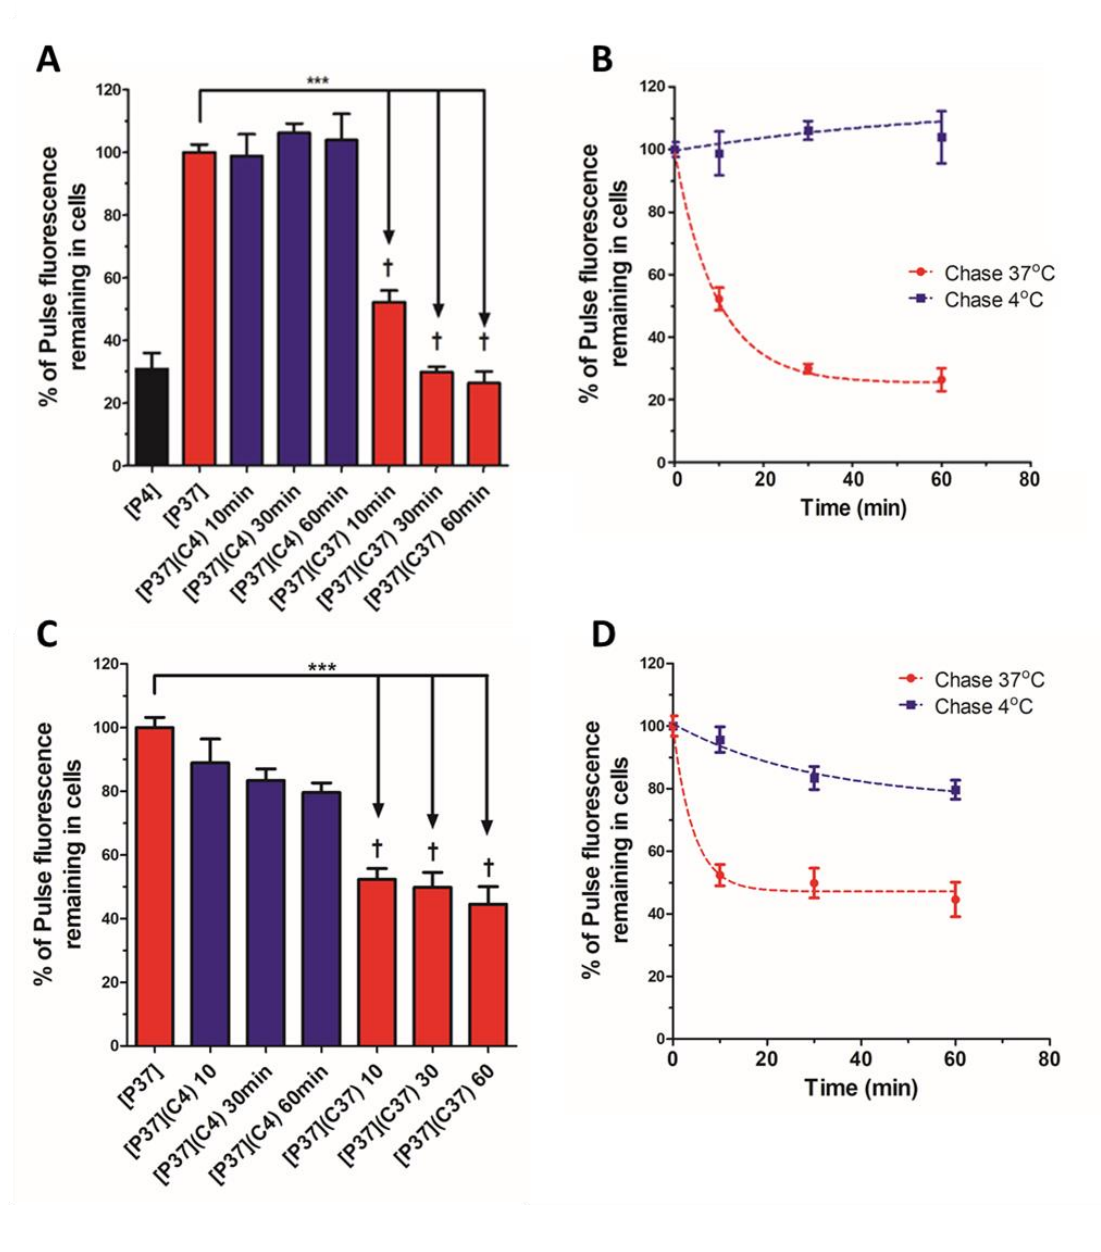 A
% of Pulse fluorescence
remaining in cells
120
100
80
60
40
20
0
***
†
†
†
[P4]
[P37]
[P37](C4) 10min
[P37](C4) 30min
[P37](C4) 60min
[P37](C37) 10min
[P37](C37) 30min
[P37](C37) 60min
B
% of Pulse fluorescence
remaining in cells
120
100
80
60
40
20
0
Chase 37°C
Chase 4°C
0 20 40 60 80
Time (min)
C
% of Pulse fluorescence
remaining in cells
120
100
80
60
40
20
0
***
†
†
†
[P37]
[P37](C4) 10
[P37](C4) 30min
[P37](C4) 60min
[P37](C37) 10
[P37](C37) 30
[P37](C37) 60
D
% of Pulse fluorescence
remaining in cells
120
100
80
60
40
20
0
Chase 37°C
Chase 4°C
0 20 40 60 80
Time (min)